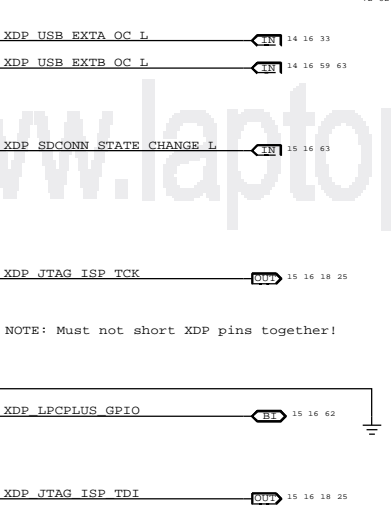 XDP_USB_EXTA_OC_L IN 14 16 33
XDP_USB_EXTB_OC_L IN 14 16 59 63
www.laptop
XDP_SDCONN_STATE_CHANGE_L IN 15 16 63
XDP_JTAG_ISP_TCK OUT 15 16 18 25
NOTE: Must not short XDP pins together!
XDP_LPCPLUS_GPIO BI 15 16 62
XDP_JTAG_ISP_TDI OUT 15 16 18 25